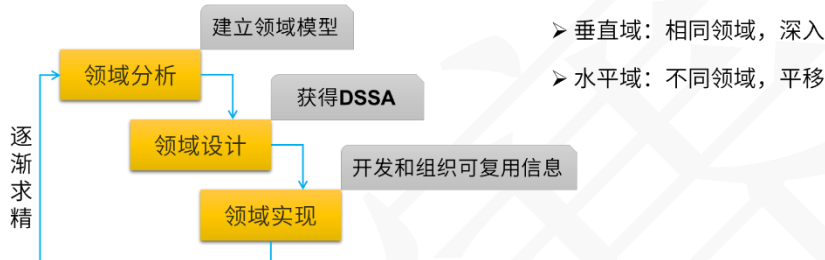 建立领域模型
➢ 垂直域：相同领域，深入
领域分析
➢ 水平域：不同领域，平移
获得DSSA
领域设计
逐渐求精
开发和组织可复用信息
领域实现